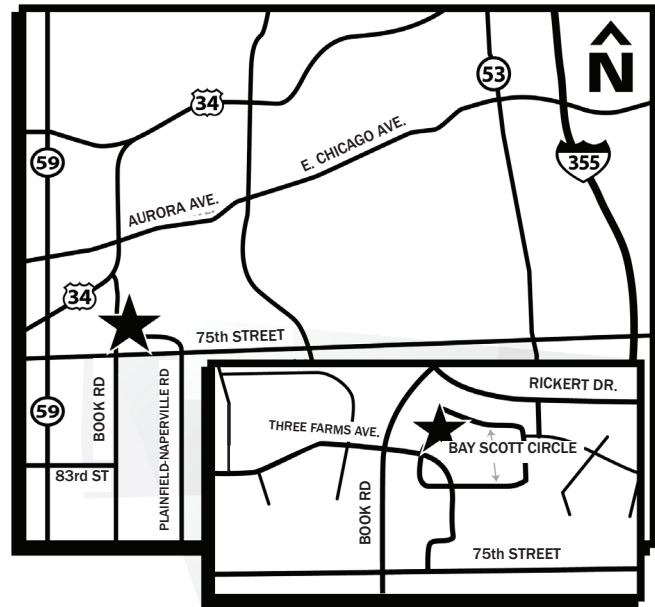 N
53
34
59
355
E. CHICAGO AVE.
AURORA AVE.
34
75th STREET
BOOK RD
PLAINFIELD-NAPERVILLE RD
59
83rd ST
RICKERT DR.
THREE FARMS AVE.
BAY SCOTT CIRCLE
BOOK RD
75th STREET